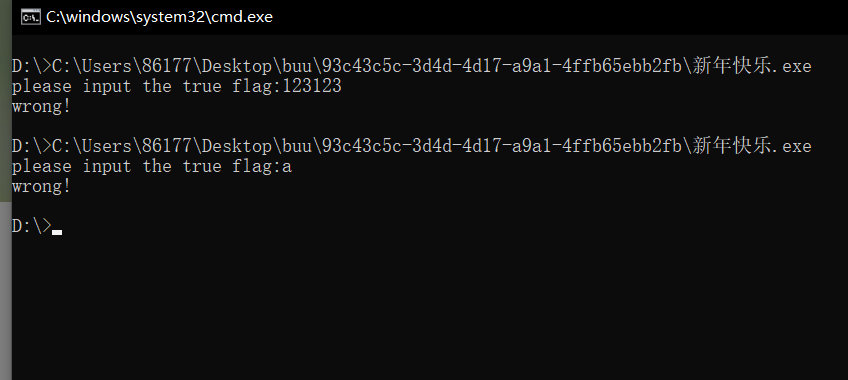 C:\windows\system32\cmd.exe
D:\>C:\Users\86177\Desktop\buu\93c43c5c-3d4d-4d17-a9a1-4ffb65ebb2fb\新年快乐.exe
please input the true flag:123123
wrong!
D:\>C:\Users\86177\Desktop\buu\93c43c5c-3d4d-4d17-a9a1-4ffb65ebb2fb\新年快乐.exe
please input the true flag:a
wrong!
D:\>